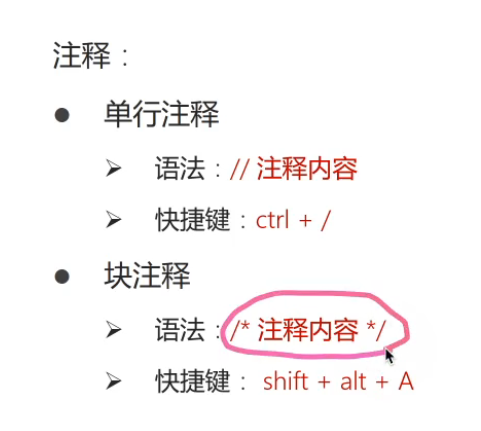 注释：
● 单行注释
➢ 语法：// 注释内容
➢ 快捷键：ctrl + /
● 块注释
➢ 语法：/* 注释内容 */
➢ 快捷键： shift + alt + A